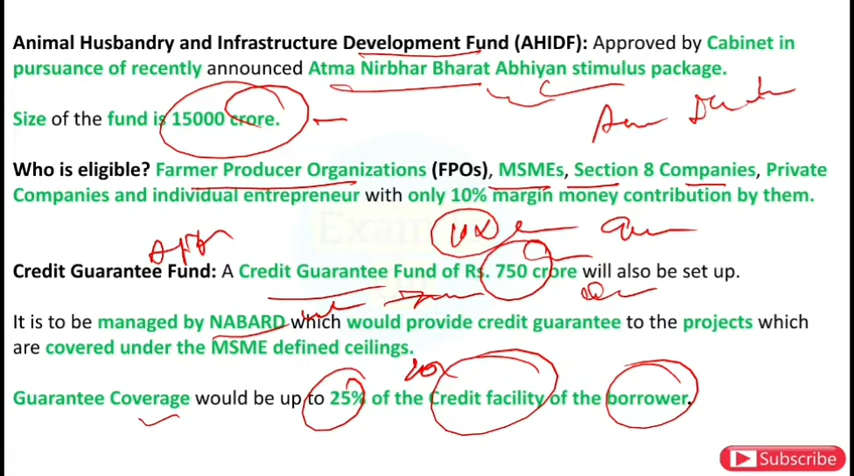 Animal Husbandry and Infrastructure Development Fund (AHIDF): Approved by Cabinet in
pursuance of recently announced Atma Nirbhar Bharat Abhiyan stimulus package.
Size of the fund is 15000 crore.
Who is eligible? Farmer Producer Organizations (FPOs), MSMEs, Section 8 Companies, Private
Companies and individual entrepreneur with only 10% margin money contribution by them.
Credit Guarantee Fund: A Credit Guarantee Fund of Rs. 750 crore will also be set up.
It is to be managed by NABARD which would provide credit guarantee to the projects which
are covered under the MSME defined ceilings.
Guarantee Coverage would be up to 25% of the Credit facility of the borrower.
Subscribe